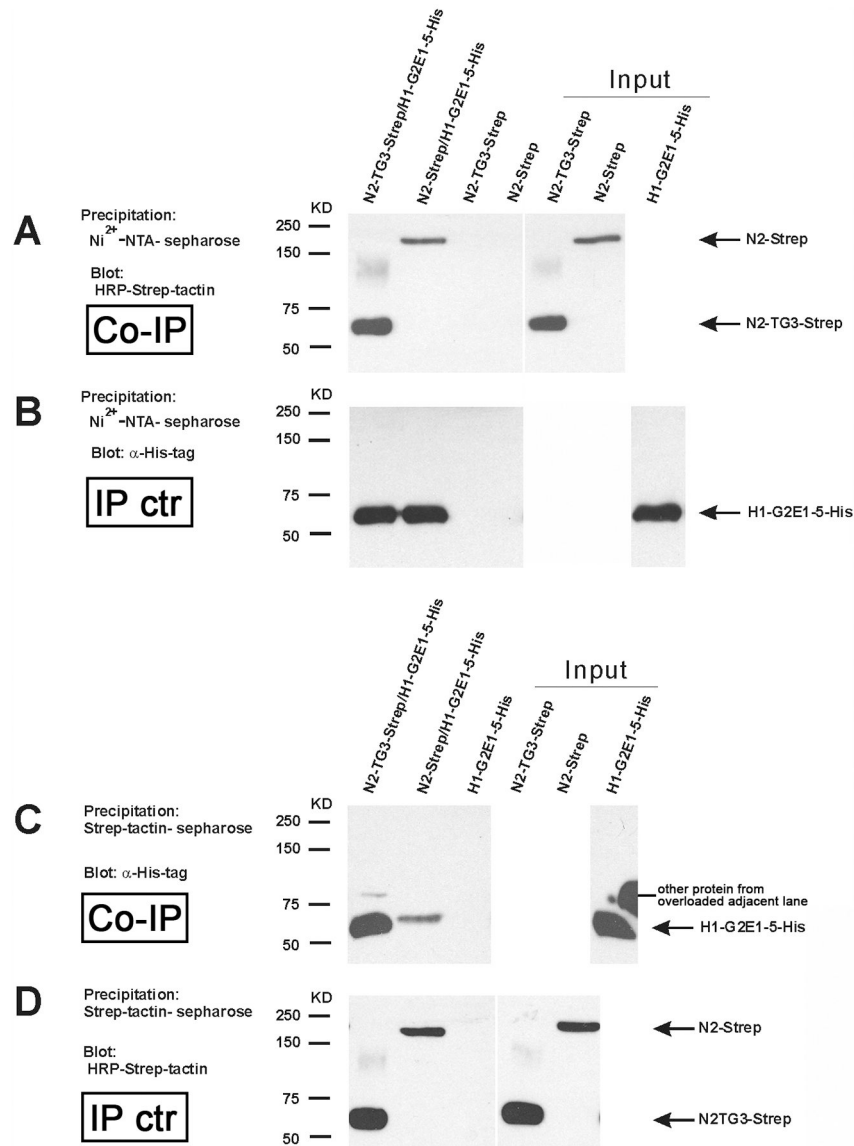 N2-TG3-Strep/H1-G2E1-5-His
N2-Strep/H1-G2E1-5-His
N2-TG3-Strep
N2-Strep
Input
N2-TG3-Strep
N2-Strep
H1-G2E1-5-His
A
Precipitation:
Ni2+-NTA- sepharose
Blot:
HRP-Strep-tactin
Co-IP
KD
250
150
75
50
N2-Strep
N2-TG3-Strep
B
Precipitation:
Ni2+-NTA- sepharose
Blot: α-His-tag
IP ctr
KD
250
150
75
50
H1-G2E1-5-His
N2-TG3-Strep/H1-G2E1-5-His
N2-Strep/H1-G2E1-5-His
H1-G2E1-5-His
Input
N2-TG3-Strep
N2-Strep
H1-G2E1-5-His
C
Precipitation:
Strep-tactin- sepharose
Blot: α-His-tag
Co-IP
KD
250
150
75
50
other protein from
overloaded adjacent lane
H1-G2E1-5-His
D
Precipitation:
Strep-tactin- sepharose
Blot:
HRP-Strep-tactin
IP ctr
KD
250
150
75
50
N2-Strep
N2TG3-Strep